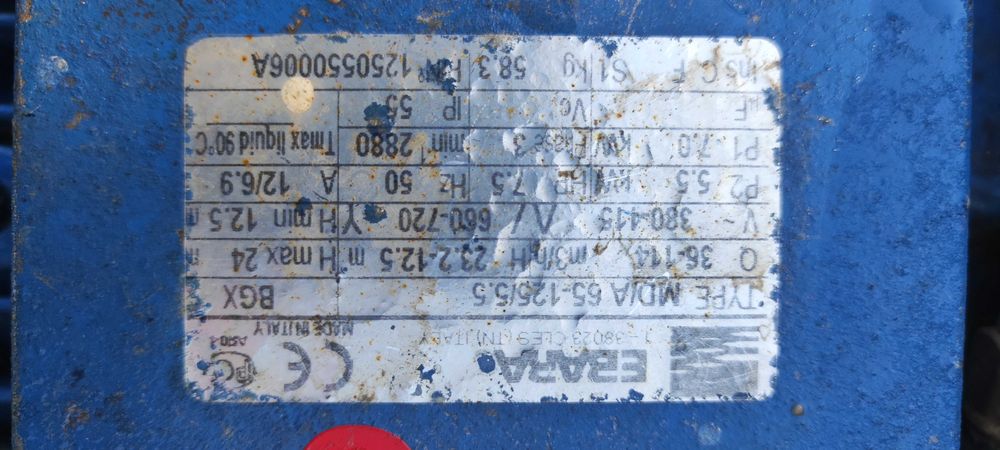 EBARA
I-38023 CLES (TN) ITALY MADE IN ITALY
TYPE MD/A 65-125/5.5 BGX
Q 36-114 m3/h H 23.2-12.5 m H max 24 m
V 380-415 Δ / 660-720 Y H min 12.5 m
P2 5.5 kW HP 7.5 Hz 50 A 12/6.9
P1 7.0 kW Phase 3 min-1 2880 Tmax liquid 90°C
µF Vc IP 55
Ins Cl F S1 kg 58.3 N° 1250550006A